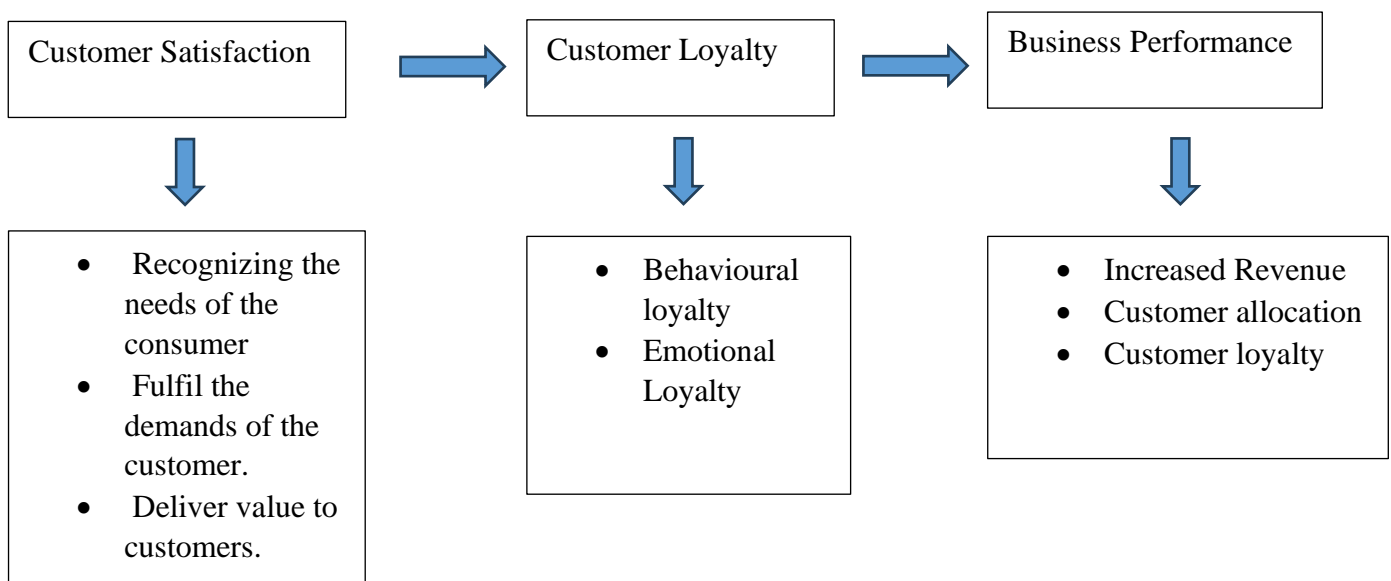 Customer Satisfaction
Customer Loyalty
Business Performance
• Recognizing the
needs of the
consumer
• Fulfil the
demands of the
customer.
• Deliver value to
customers.
• Behavioural
loyalty
• Emotional
Loyalty
• Increased Revenue
• Customer allocation
• Customer loyalty